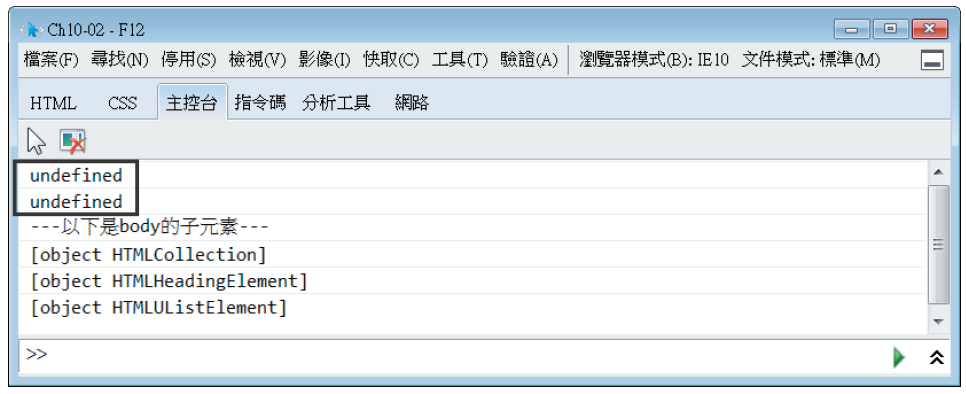 Ch10-02 - F12
檔案(F) 尋找(N) 停用(S) 檢視(V) 影像(I) 快取(C) 工具(T) 驗證(A) 瀏覽器模式(B): IE10 文件模式: 標準(M)
HTML CSS 主控台 指令碼 分析工具 網路
undefined
undefined
---以下是body的子元素---
[object HTMLCollection]
[object HTMLHeadingElement]
[object HTMLUListElement]
>>